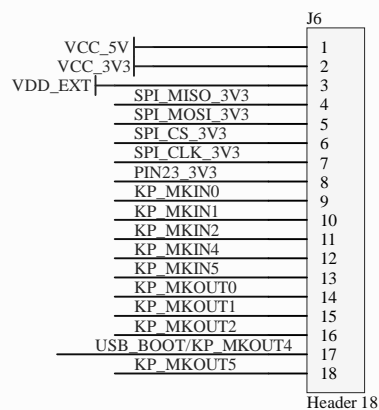 J6
VCC_5V 1
VCC_3V3 2
VDD_EXT 3
SPI_MISO_3V3 4
SPI_MOSI_3V3 5
SPI_CS_3V3 6
SPI_CLK_3V3 7
PIN23_3V3 8
KP_MKIN0 9
KP_MKIN1 10
KP_MKIN2 11
KP_MKIN4 12
KP_MKIN5 13
KP_MKOUT0 14
KP_MKOUT1 15
KP_MKOUT2 16
USB_BOOT/KP_MKOUT4 17
KP_MKOUT5 18
Header 18